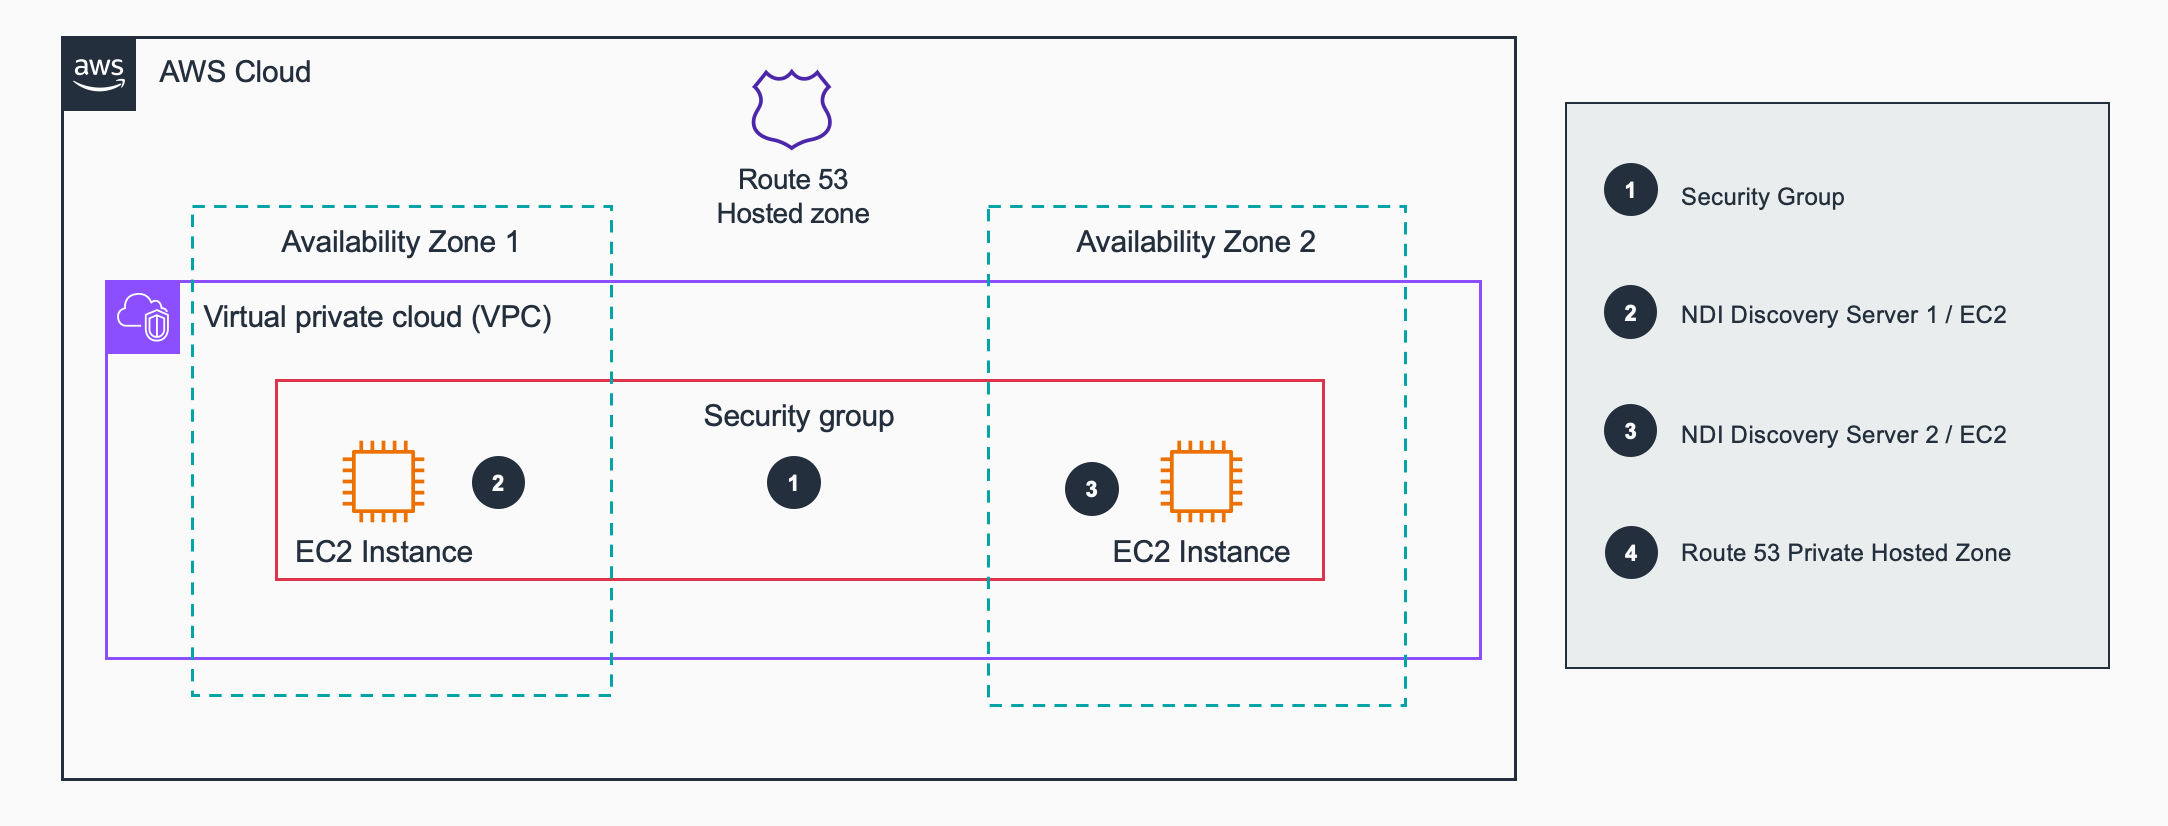 aws
AWS Cloud
Route 53
Hosted zone
Availability Zone 1
Availability Zone 2
Virtual private cloud (VPC)
Security group
2
1
3
EC2 Instance
EC2 Instance
1 Security Group
2 NDI Discovery Server 1 / EC2
3 NDI Discovery Server 2 / EC2
4 Route 53 Private Hosted Zone